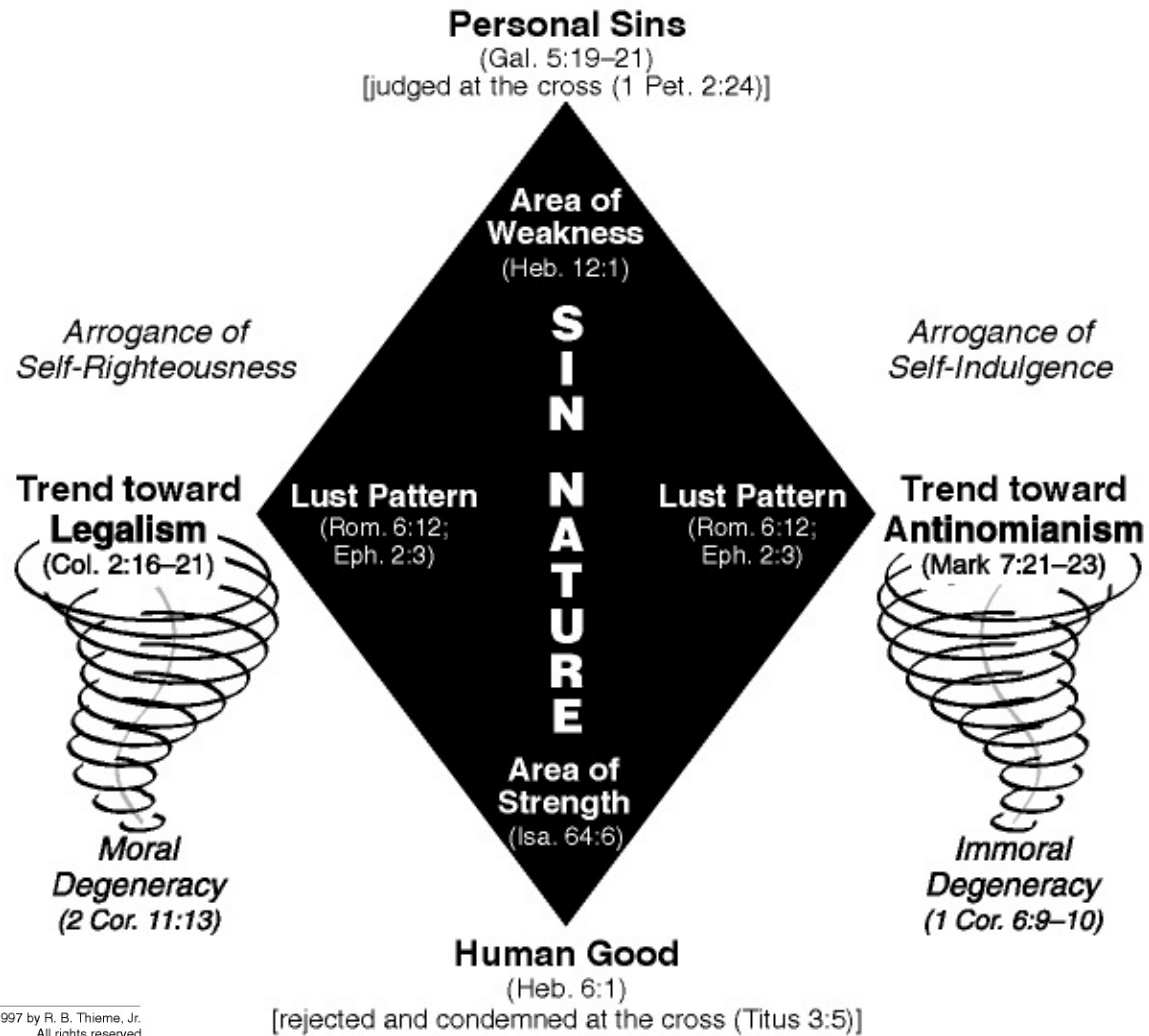 Personal Sins
(Gal. 5:19–21)
[judged at the cross (1 Pet. 2:24)]
Area of
Weakness
(Heb. 12:1)
SIN NATURE
Arrogance of
Self-Righteousness
Arrogance of
Self-Indulgence
Trend toward
Legalism
(Col. 2:16–21)
Lust Pattern
(Rom. 6:12;
Eph. 2:3)
Lust Pattern
(Rom. 6:12;
Eph. 2:3)
Trend toward
Antinomianism
(Mark 7:21–23)
Area of
Strength
(Isa. 64:6)
Moral
Degeneracy
(2 Cor. 11:13)
Immoral
Degeneracy
(1 Cor. 6:9–10)
Human Good
(Heb. 6:1)
[rejected and condemned at the cross (Titus 3:5)]
997 by R. B. Thieme, Jr.
All rights reserved